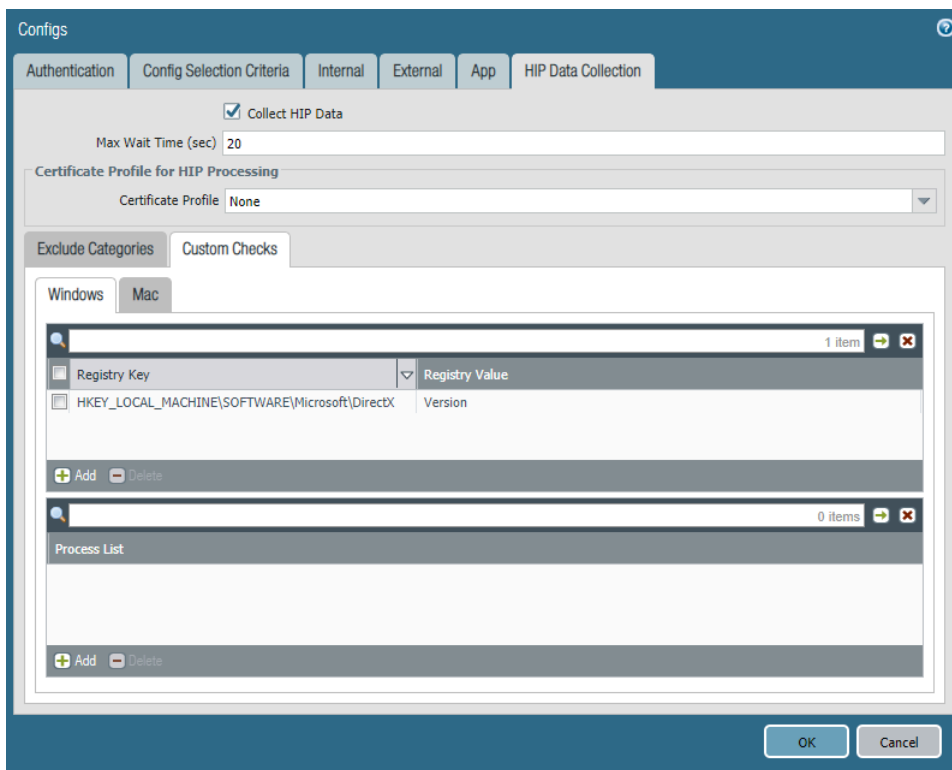 Configs
Authentication Config Selection Criteria Internal External App HIP Data Collection
Collect HIP Data
Max Wait Time (sec) 20
Certificate Profile for HIP Processing
Certificate Profile None
Exclude Categories Custom Checks
Windows Mac
1 item
Registry Key Registry Value
HKEY_LOCAL_MACHINE\SOFTWARE\Microsoft\DirectX Version
Add Delete
0 items
Process List
Add Delete
OK Cancel